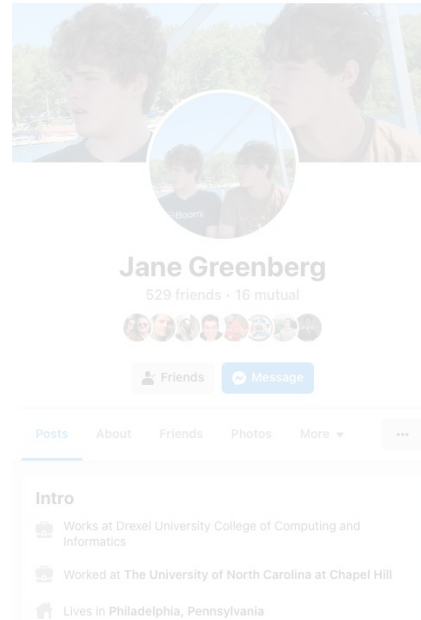 Boomi
Jane Greenberg
529 friends · 16 mutual
Friends
Message
Posts
About
Friends
Photos
More
Intro
Works at Drexel University College of Computing and
Informatics
Worked at The University of North Carolina at Chapel Hill
Lives in Philadelphia, Pennsylvania